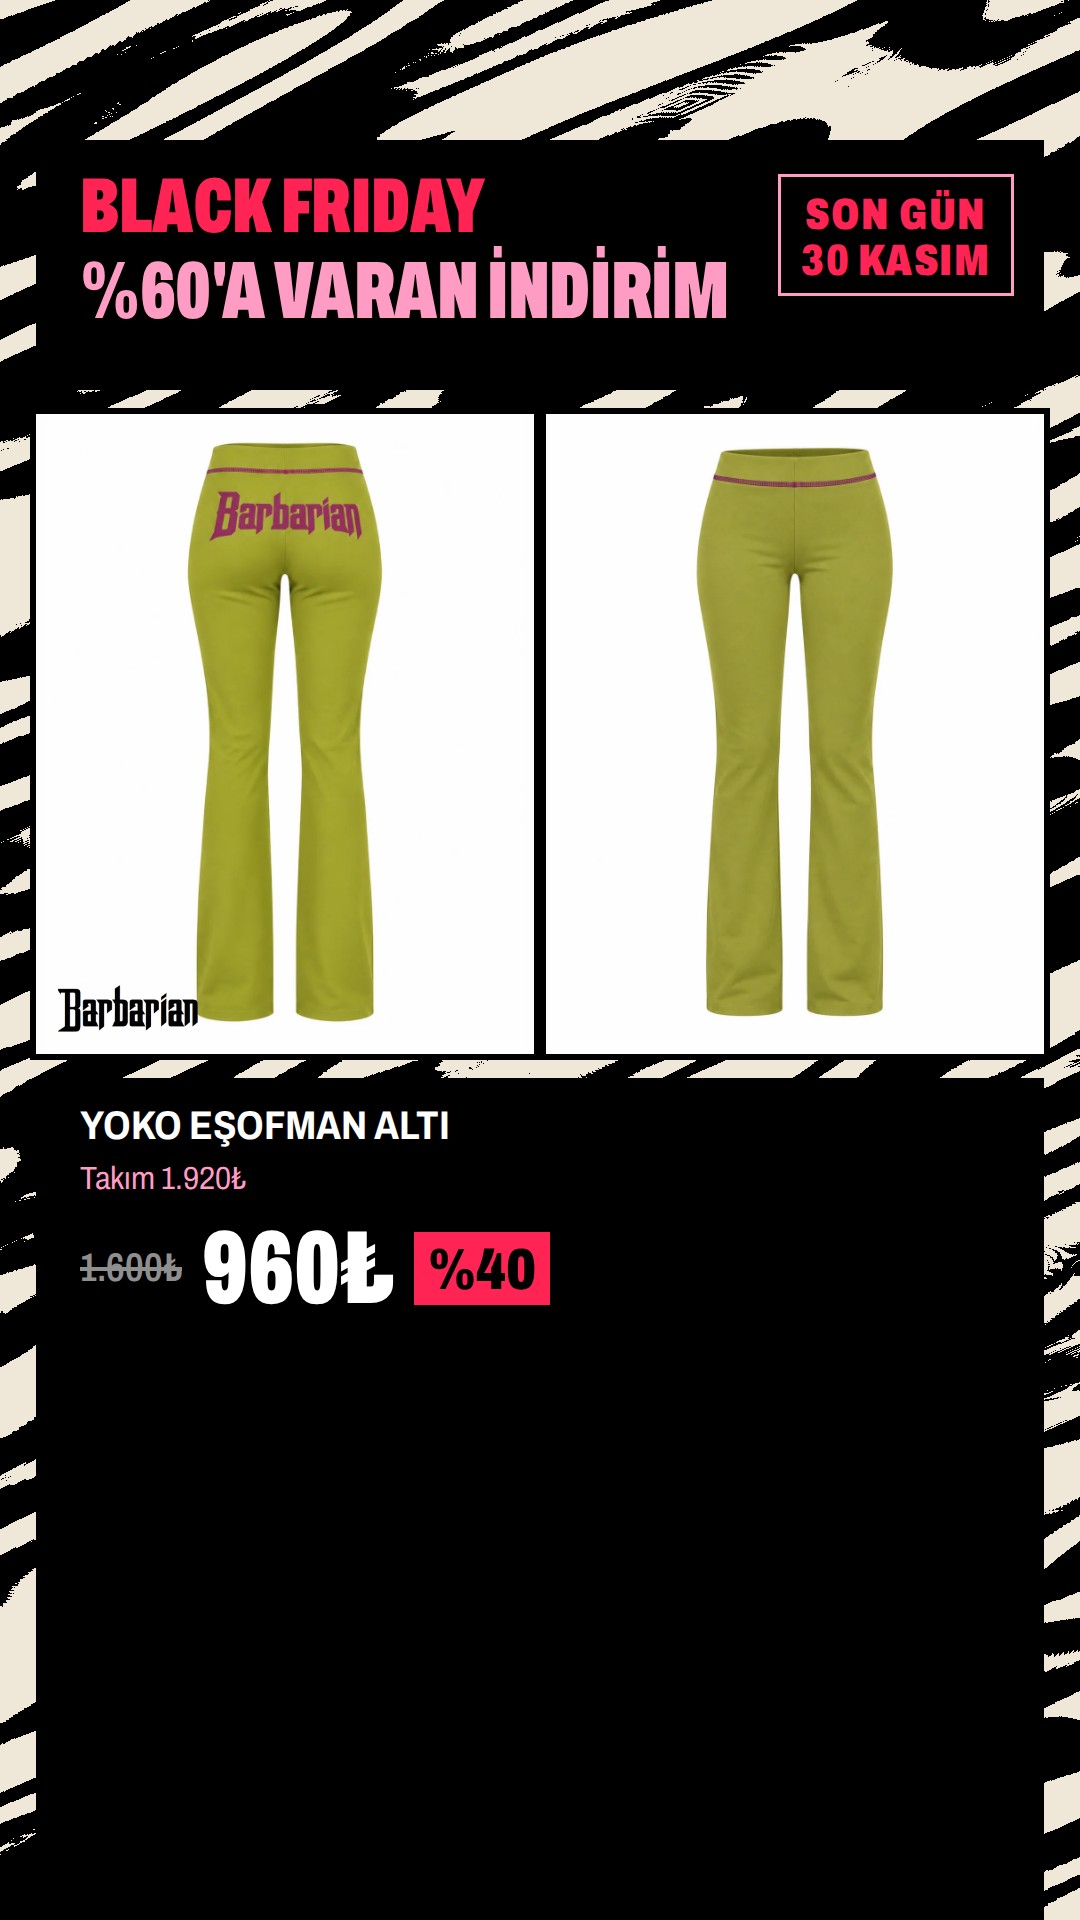 BLACK FRIDAY
%60'A VARAN İNDİRİM
SON GÜN
30 KASIM
Barbarian
Barbarian
YOKO EŞOFMAN ALTI
Takım 1.920₺
1.600₺ 960₺ %40